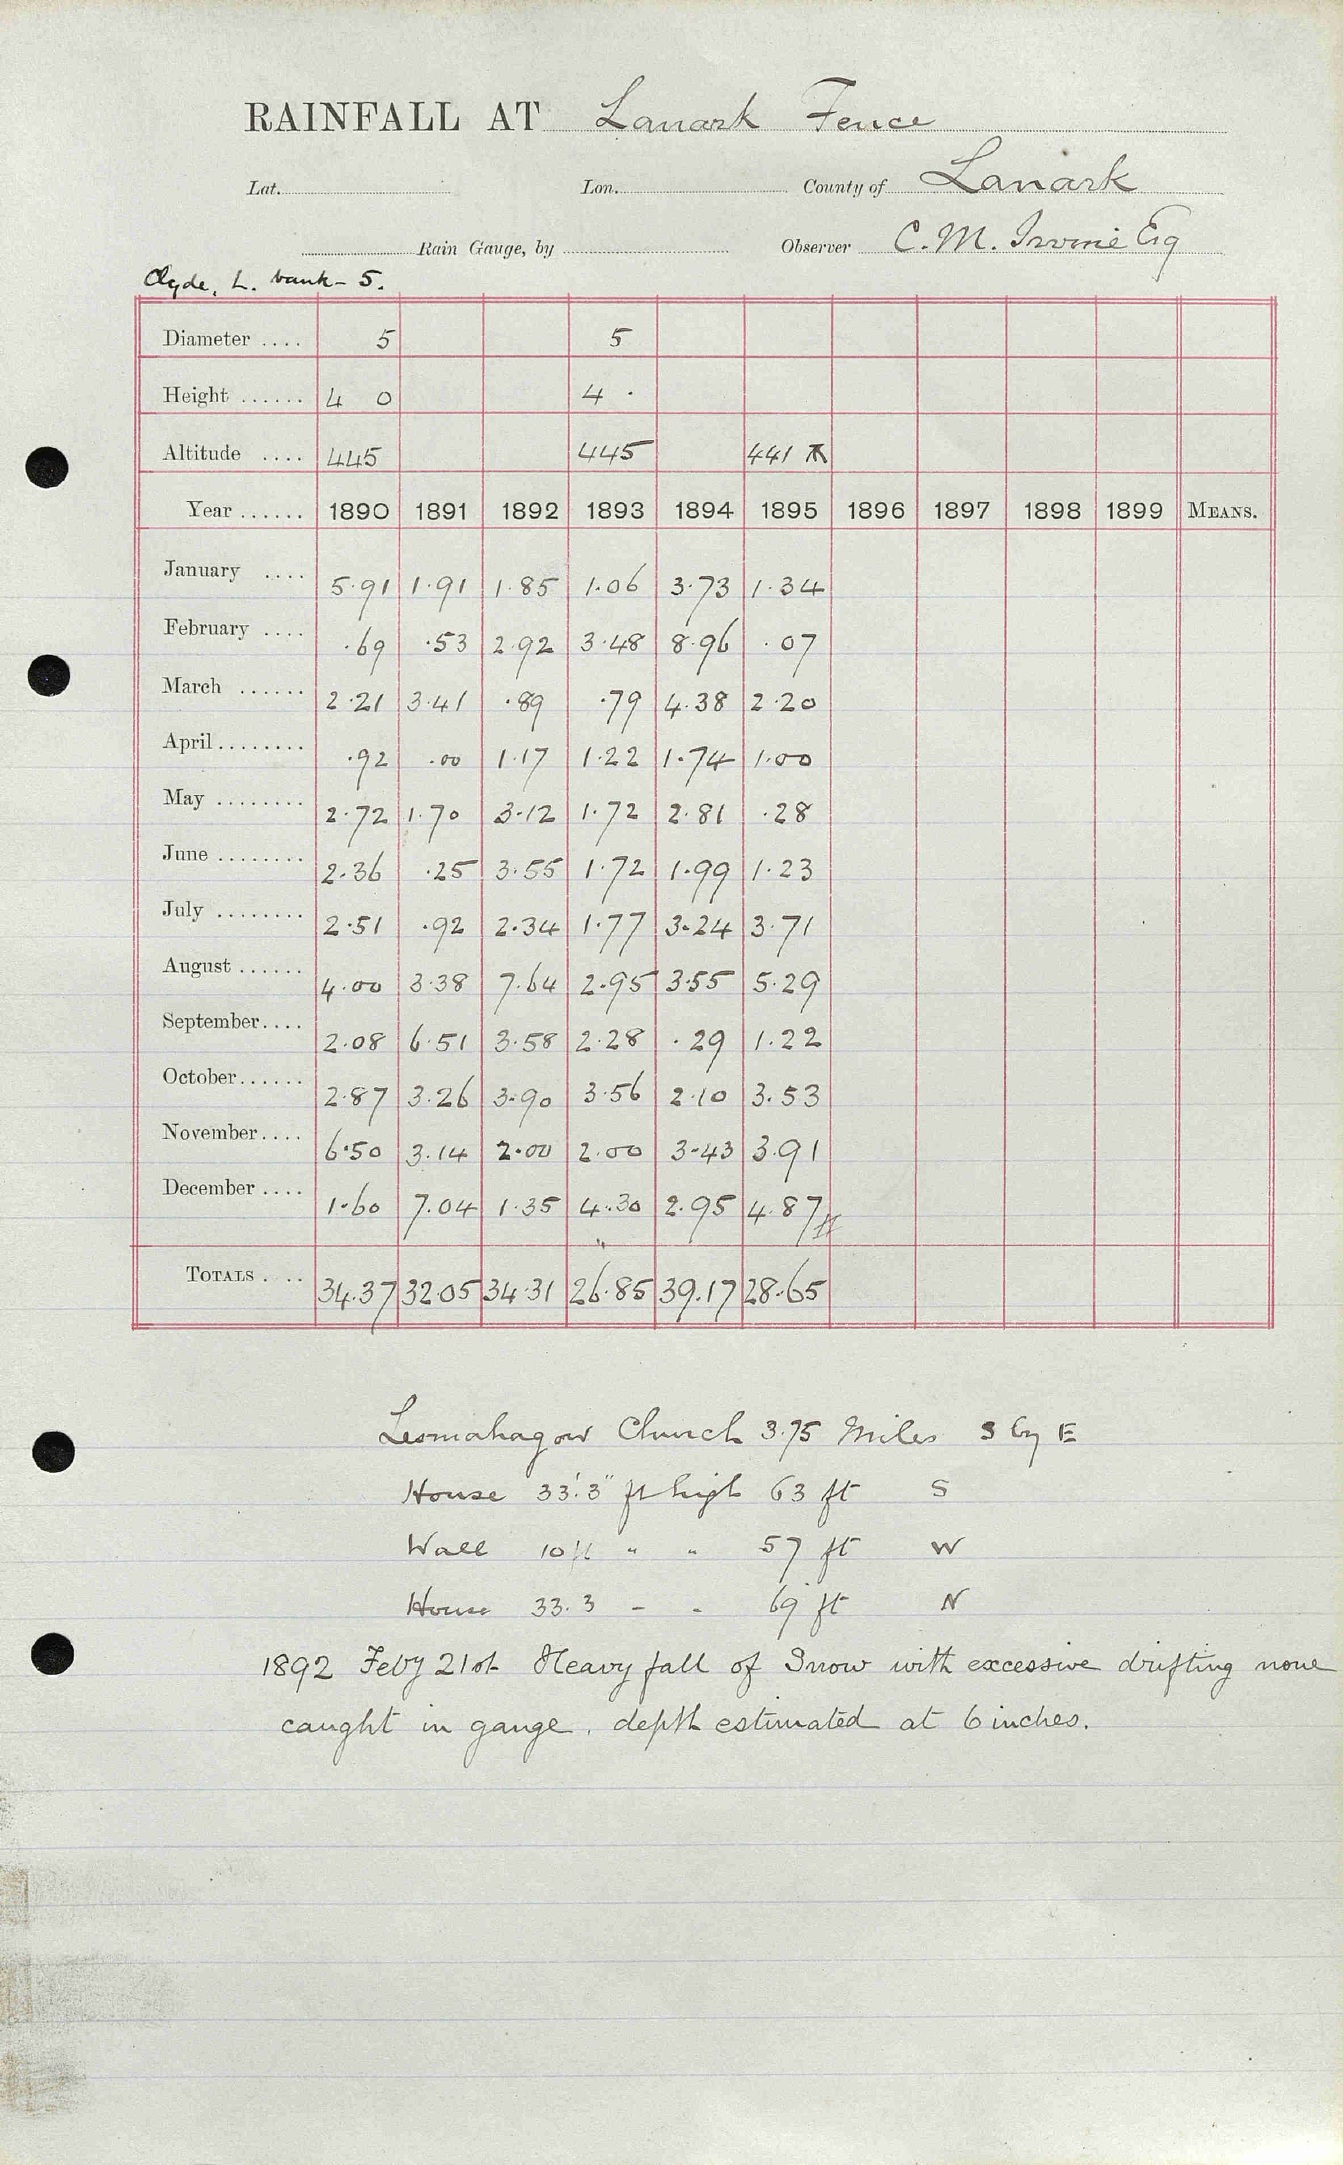 RAINFALL AT Lanark Fence
Lat. Lon. County of Lanark
Rain Gauge, by Observer C. M. Irvine Esq
Clyde, L. bank - 5.
Diameter .... 5 5
Height ...... 4 0 4 .
Altitude .... 445 445 441
Year ...... 1890 1891 1892 1893 1894 1895 1896 1897 1898 1899 MEANS.
January .... 5.91 1.91 1.85 1.06 3.73 1.34
February .... .69 .53 2.92 3.48 8.96 .07
March ...... 2.21 3.41 .89 .79 4.38 2.20
April ........ .92 .00 1.17 1.22 1.74 1.00
May ........ 2.72 1.70 3.12 1.72 2.81 .28
June ........ 2.36 .25 3.55 1.72 1.99 1.23
July ........ 2.51 .92 2.34 1.77 3.24 3.71
August ...... 4.00 3.38 7.64 2.95 3.55 5.29
September .... 2.08 6.51 3.58 2.28 .29 1.22
October ...... 2.87 3.26 3.90 3.56 2.10 3.53
November .... 6.50 3.14 2.00 2.00 3.43 3.91
December .... 1.60 7.04 1.35 4.30 2.95 4.87
TOTALS .... 34.37 32.05 34.31 26.85 39.17 28.65
Lesmahagow Church 3.75 Miles S by E
House 33'.3" ft high 63 ft S
Wall 10 ft " " 57 ft W
House 33.3 - - 69 ft N
1892 Feby 21st Heavy fall of Snow with excessive drifting none
caught in gauge, depth estimated at 6 inches.